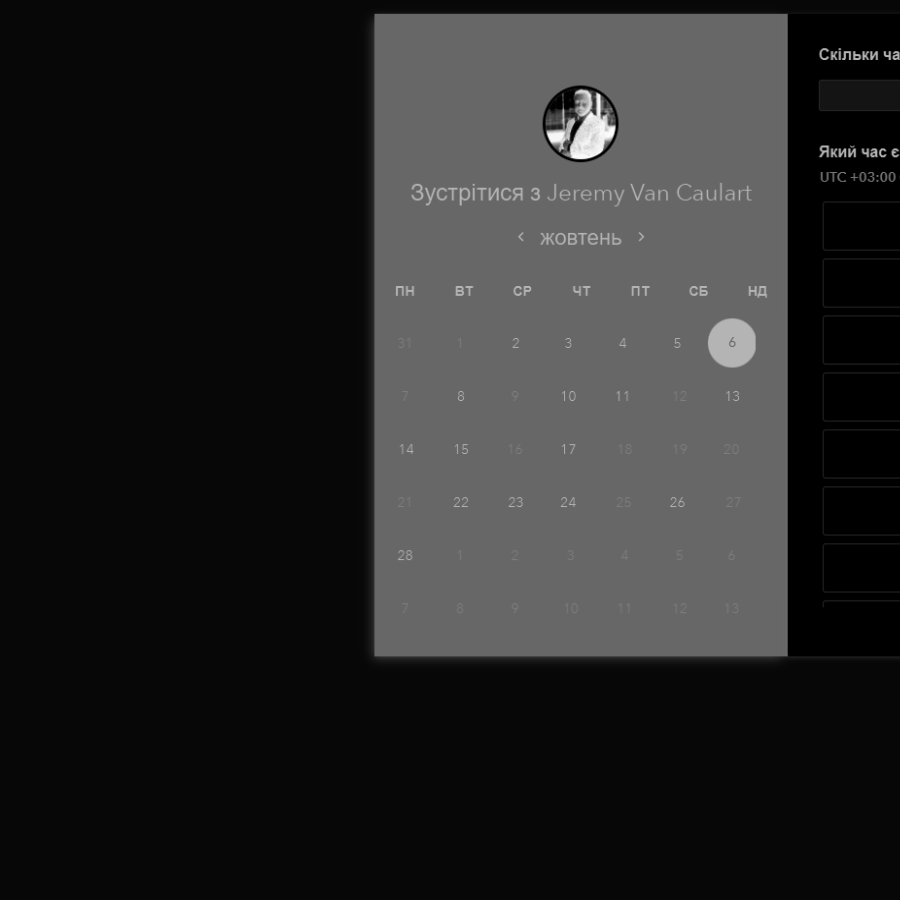 Зустрітися з Jeremy Van Caulart
жовтень
ПН ВТ СР ЧТ ПТ СБ НД
31 1 2 3 4 5 6
7 8 9 10 11 12 13
14 15 16 17 18 19 20
21 22 23 24 25 26 27
28 1 2 3 4 5 6
7 8 9 10 11 12 13
Скільки ча
Який час є
UTC +03:00